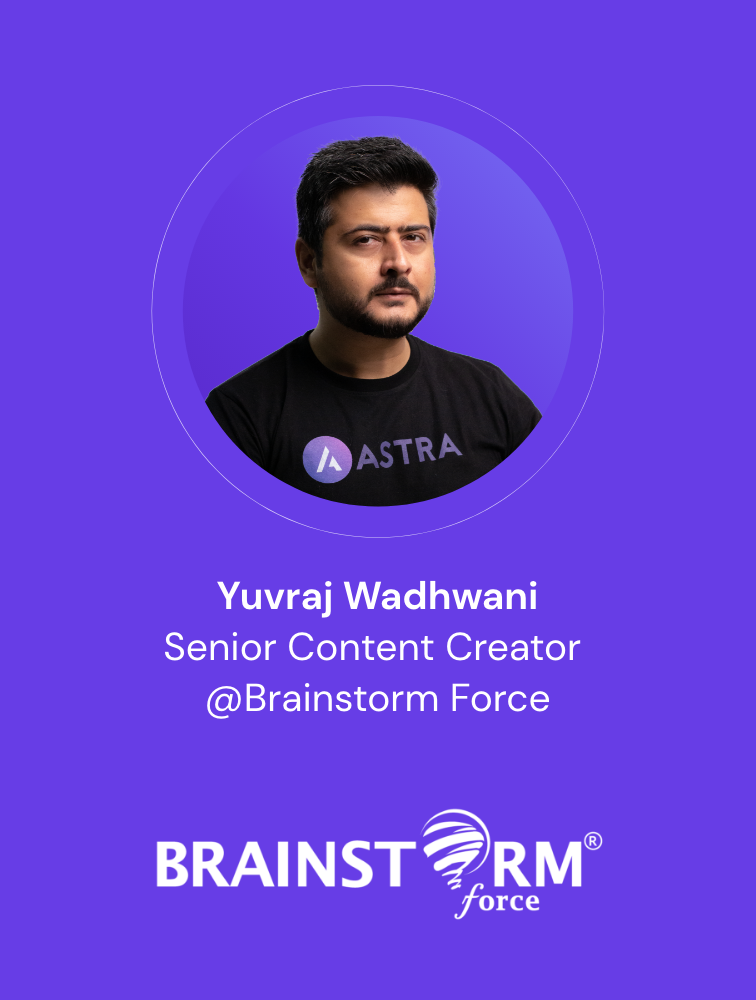 ASTRA
Yuvraj Wadhwani
Senior Content Creator
@Brainstorm Force
BRAINSTORM®
force